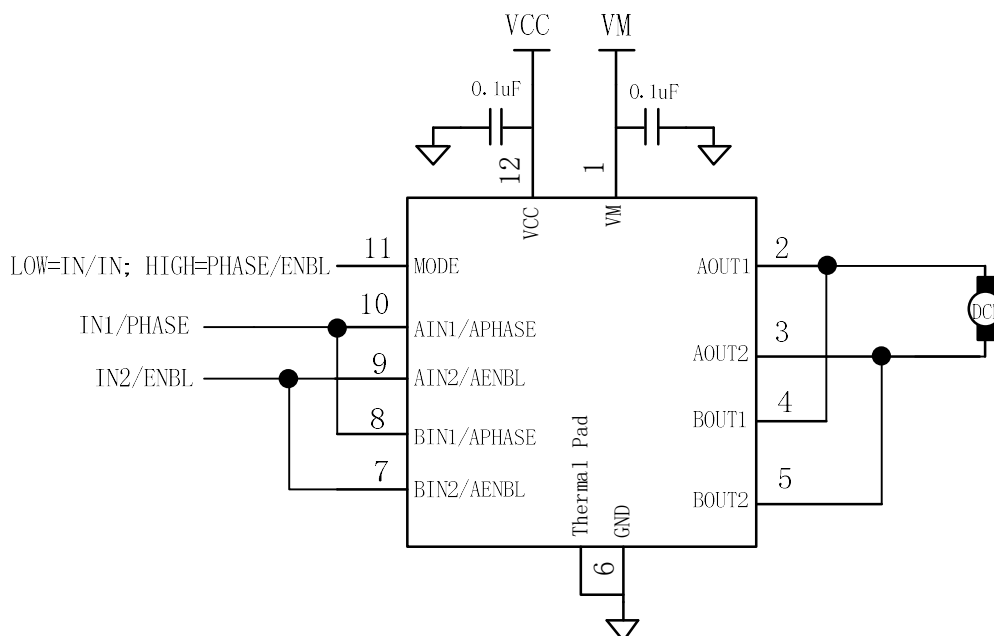 VCC
VM
0.1uF
0.1uF
12
1
VCC
VM
LOW=IN/IN; HIGH=PHASE/ENBL
11
MODE
IN1/PHASE
10
AIN1/APHASE
IN2/ENBL
9
AIN2/AENBL
8
BIN1/APHASE
7
BIN2/AENBL
AOUT1
2
AOUT2
3
BOUT1
4
BOUT2
5
Thermal Pad
GND
6